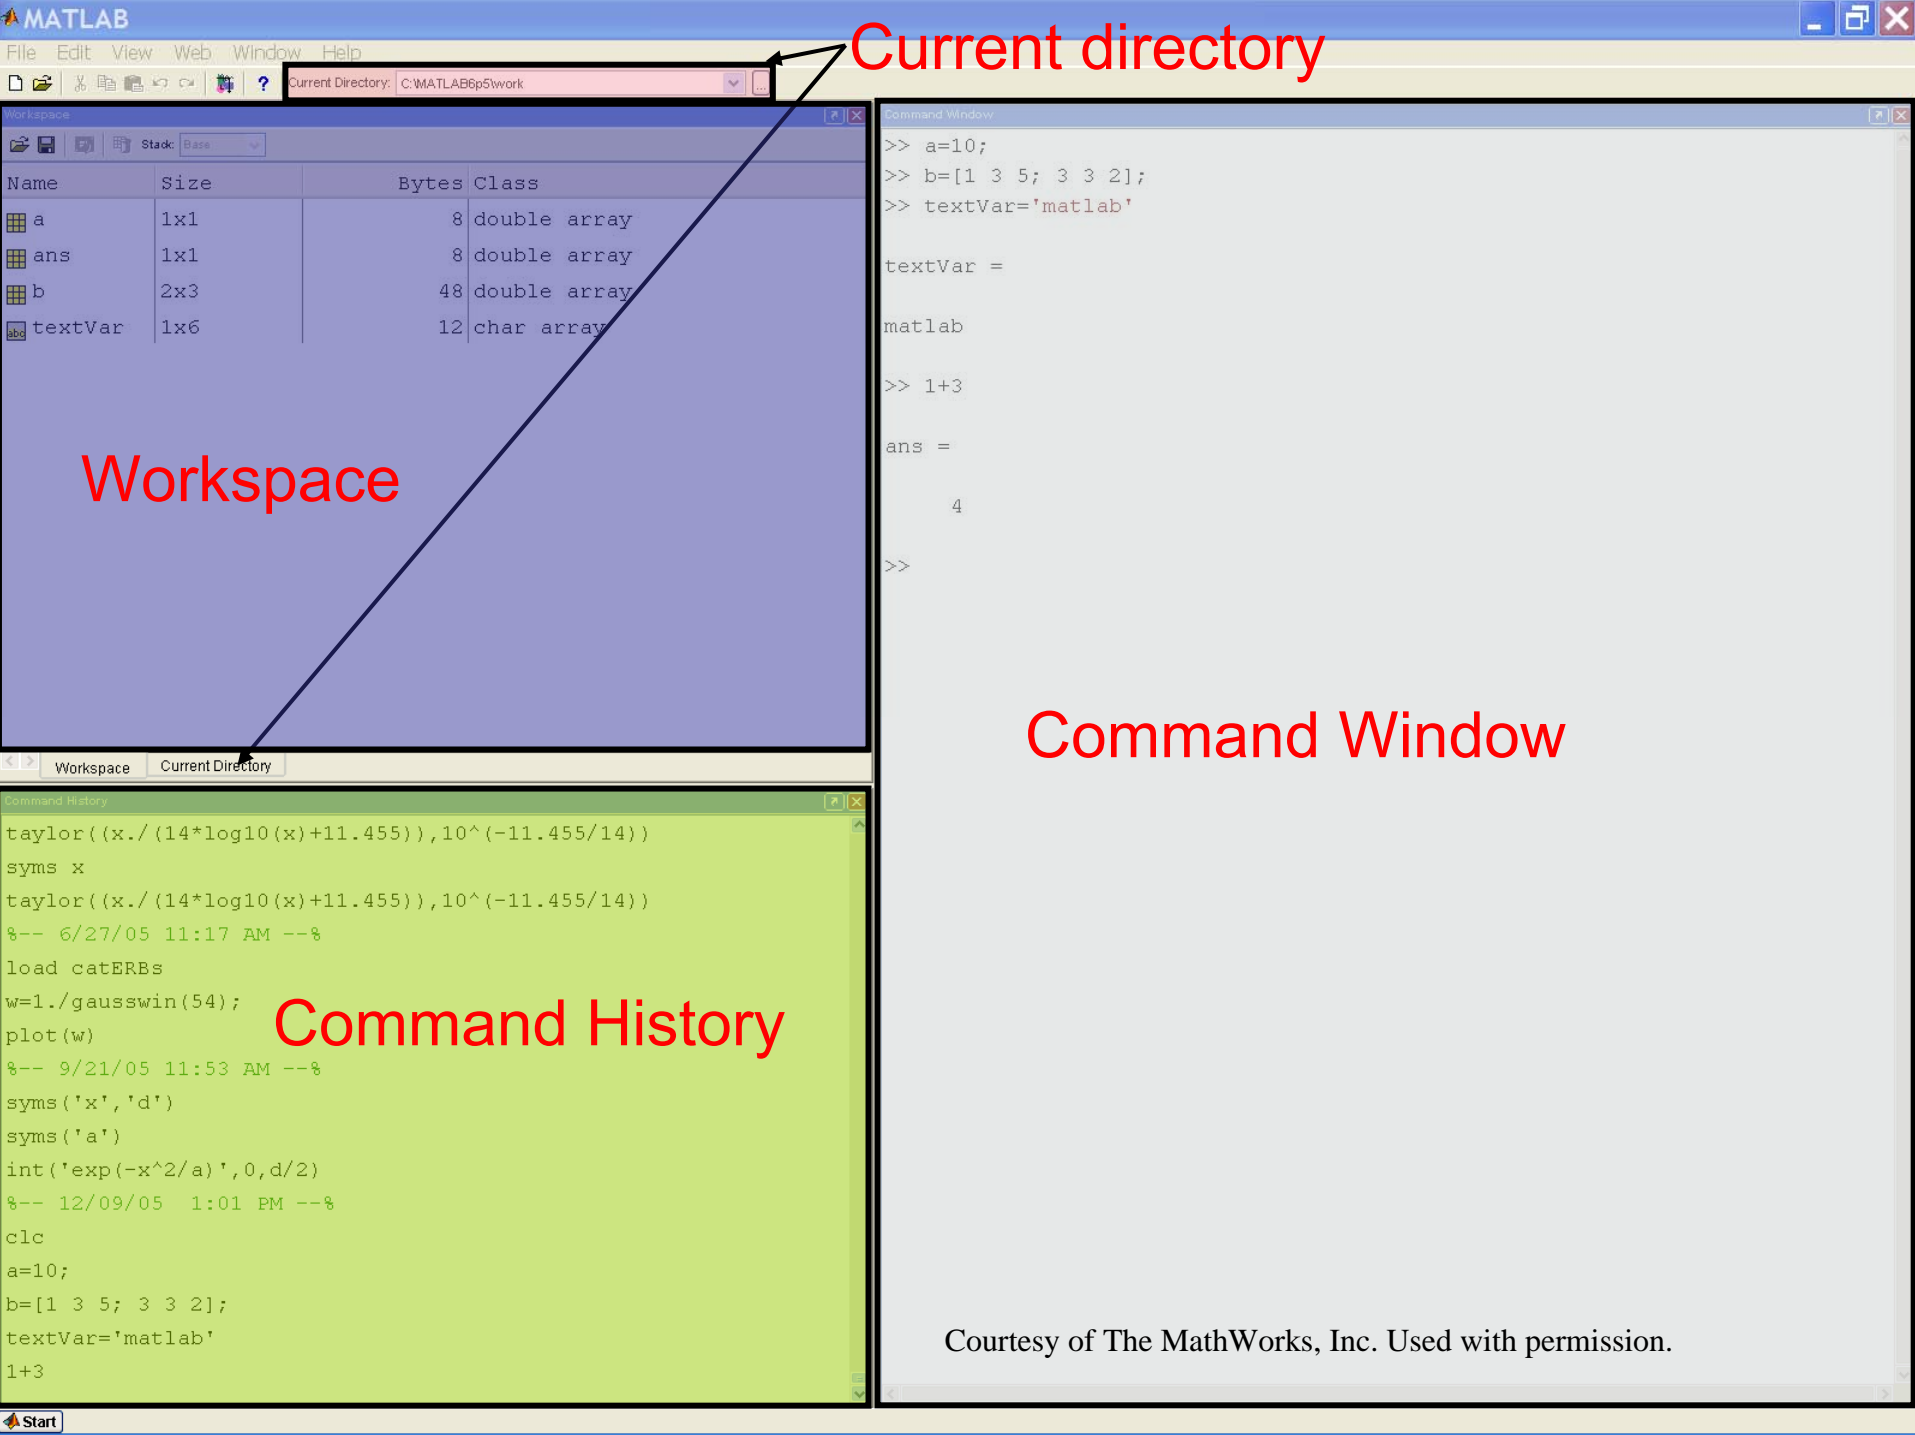 MATLAB
File Edit View Web Window Help
Current directory
Current Directory: C:\MATLAB6p5\work
Workspace
Stack: Base
Name Size Bytes Class
a 1x1 8 double array
ans 1x1 8 double array
b 2x3 48 double array
abc textVar 1x6 12 char array
Workspace
Workspace Current Directory
Command History
taylor((x./(14*log10(x)+11.455)),10^(-11.455/14))
syms x
taylor((x./(14*log10(x)+11.455)),10^(-11.455/14))
%-- 6/27/05 11:17 AM --%
load catERBs
w=1./gausswin(54);
plot(w)
Command History
%-- 9/21/05 11:53 AM --%
syms('x','d')
syms('a')
int('exp(-x^2/a)',0,d/2)
%-- 12/09/05  1:01 PM --%
clc
a=10;
b=[1 3 5; 3 3 2];
textVar='matlab'
1+3
Command Window
>> a=10;
>> b=[1 3 5; 3 3 2];
>> textVar='matlab'
textVar =
matlab
>> 1+3
ans =
4
>>
Command Window
Courtesy of The MathWorks, Inc. Used with permission.
Start